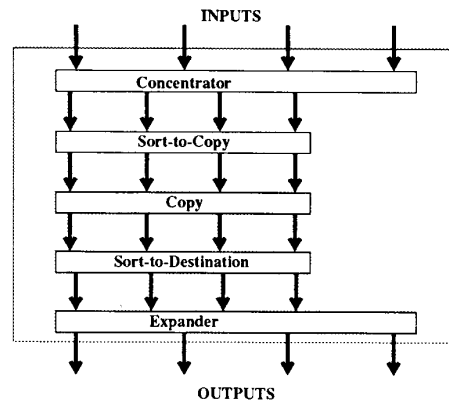 INPUTS
Concentrator
Sort-to-Copy
Copy
Sort-to-Destination
Expander
OUTPUTS